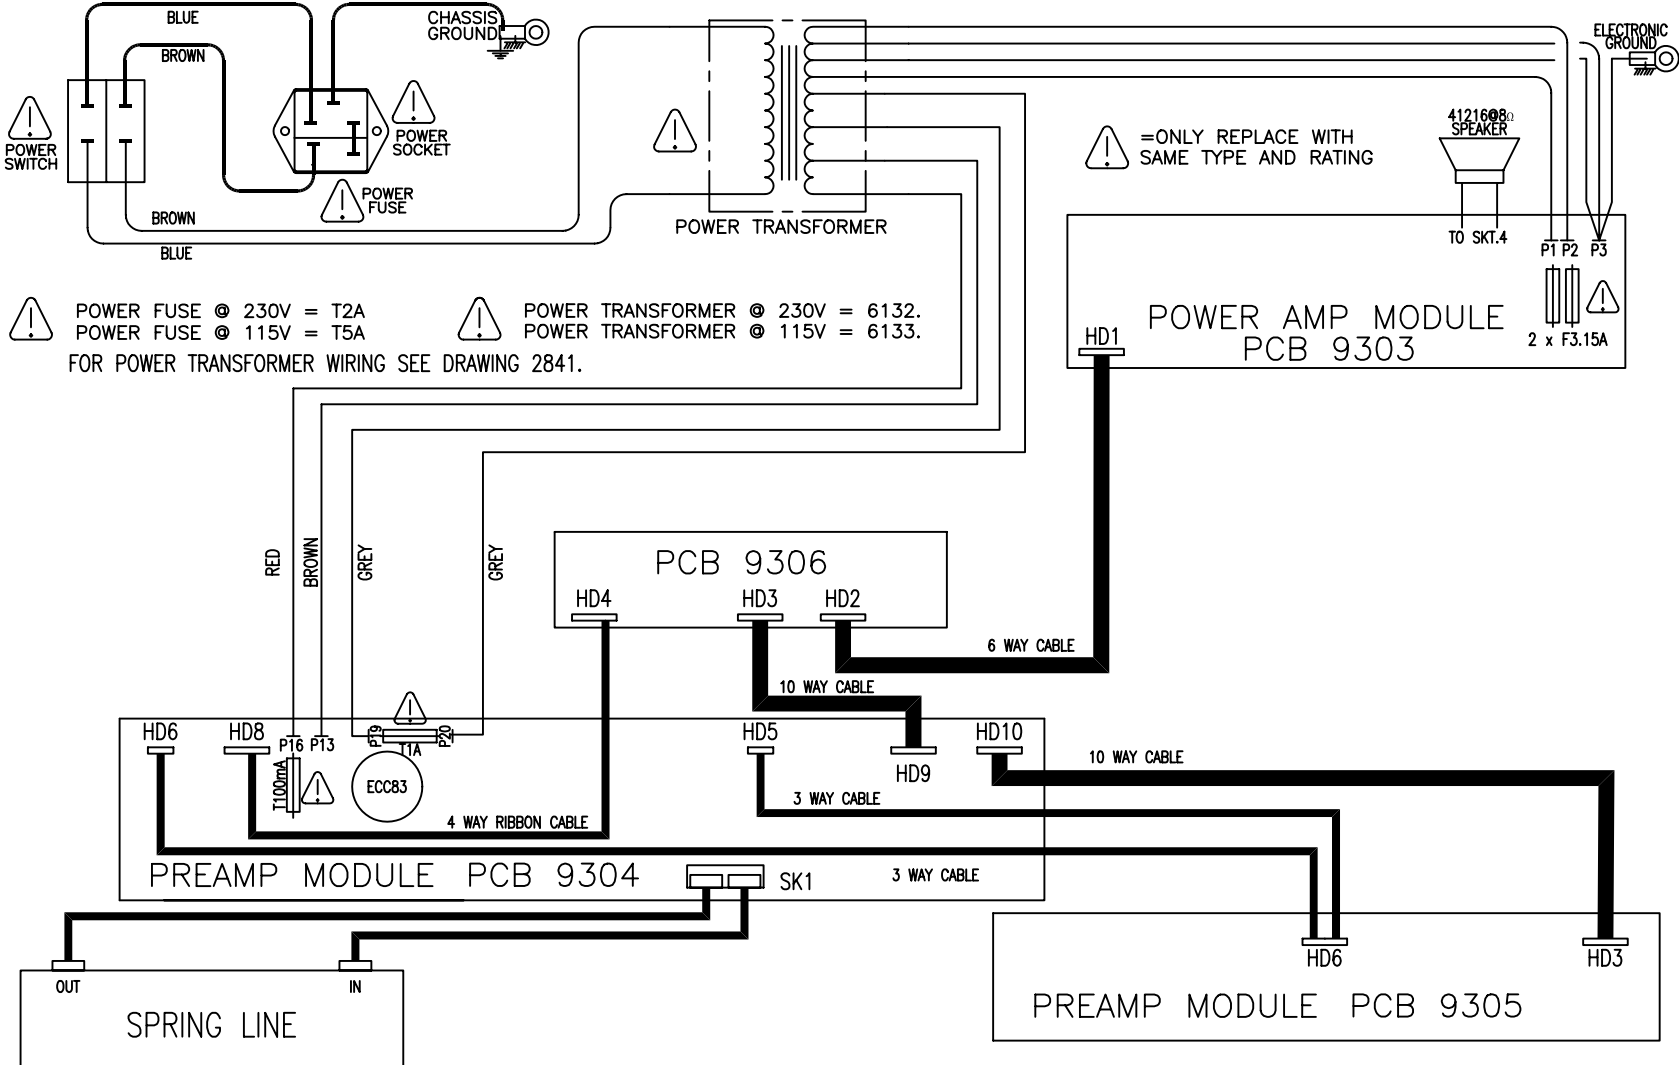 BLUE
BROWN
CHASSIS
GROUND
ELECTRONIC
GROUND
POWER
SWITCH
POWER
SOCKET
POWER
FUSE
BROWN
BLUE
POWER TRANSFORMER
=ONLY REPLACE WITH
SAME TYPE AND RATING
41216@8Ω
SPEAKER
TO SKT.4
P1 P2 P3
POWER FUSE @ 230V = T2A
POWER FUSE @ 115V = T5A
POWER TRANSFORMER @ 230V = 6132.
POWER TRANSFORMER @ 115V = 6133.
FOR POWER TRANSFORMER WIRING SEE DRAWING 2841.
HD1
POWER AMP MODULE
PCB 9303
2 x F3.15A
RED
BROWN
GREY
GREY
PCB 9306
HD4
HD3
HD2
6 WAY CABLE
10 WAY CABLE
HD6
HD8
P16 P13
P19
T1A
P20
HD5
HD9
HD10
10 WAY CABLE
T100mA
ECC83
3 WAY CABLE
4 WAY RIBBON CABLE
PREAMP MODULE PCB 9304
SK1
3 WAY CABLE
OUT
IN
SPRING LINE
HD6
HD3
PREAMP MODULE PCB 9305